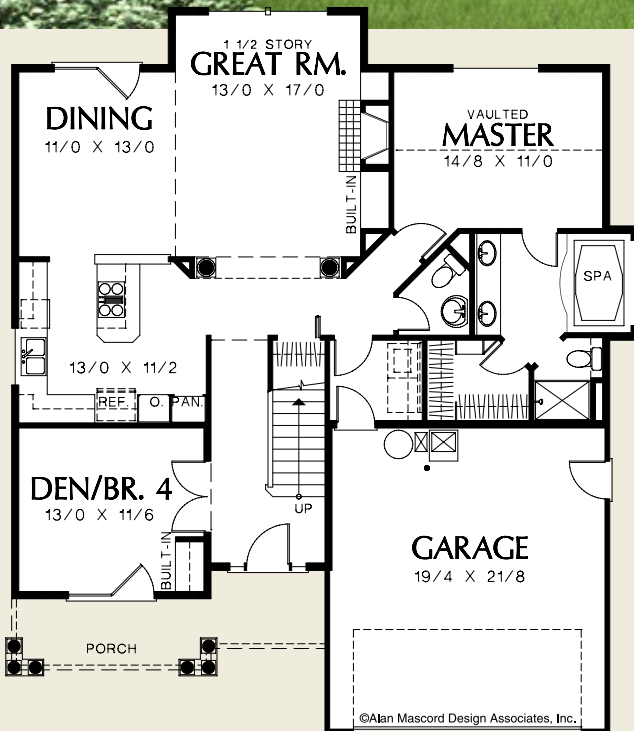 1 1/2 STORY
GREAT RM.
13/0 X 17/0
DINING
11/0 X 13/0
VAULTED
MASTER
14/8 X 11/0
BUILT-IN
SPA
13/0 X 11/2
REF.
O.
PAN.
DEN/BR. 4
13/0 X 11/6
UP
BUILT-IN
GARAGE
19/4 X 21/8
PORCH
©Alan Mascord Design Associates, Inc.